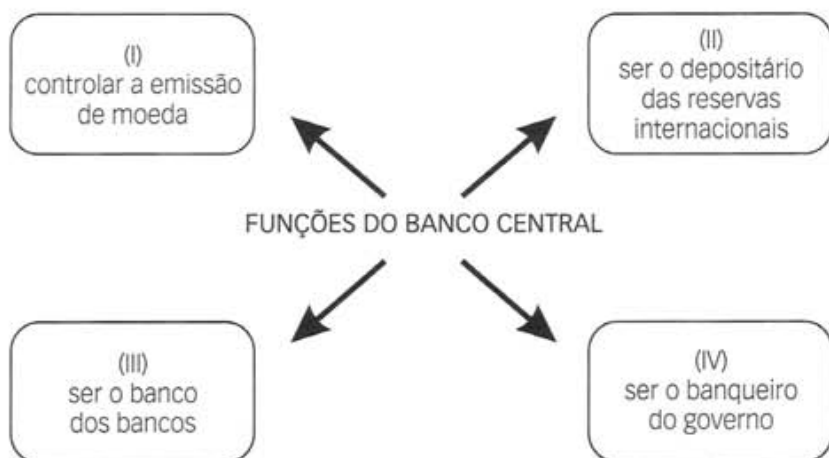 (I)
controlar a emissão
de moeda
(II)
ser o depositário
das reservas
internacionais
FUNÇÕES DO BANCO CENTRAL
(III)
ser o banco
dos bancos
(IV)
ser o banqueiro
do governo